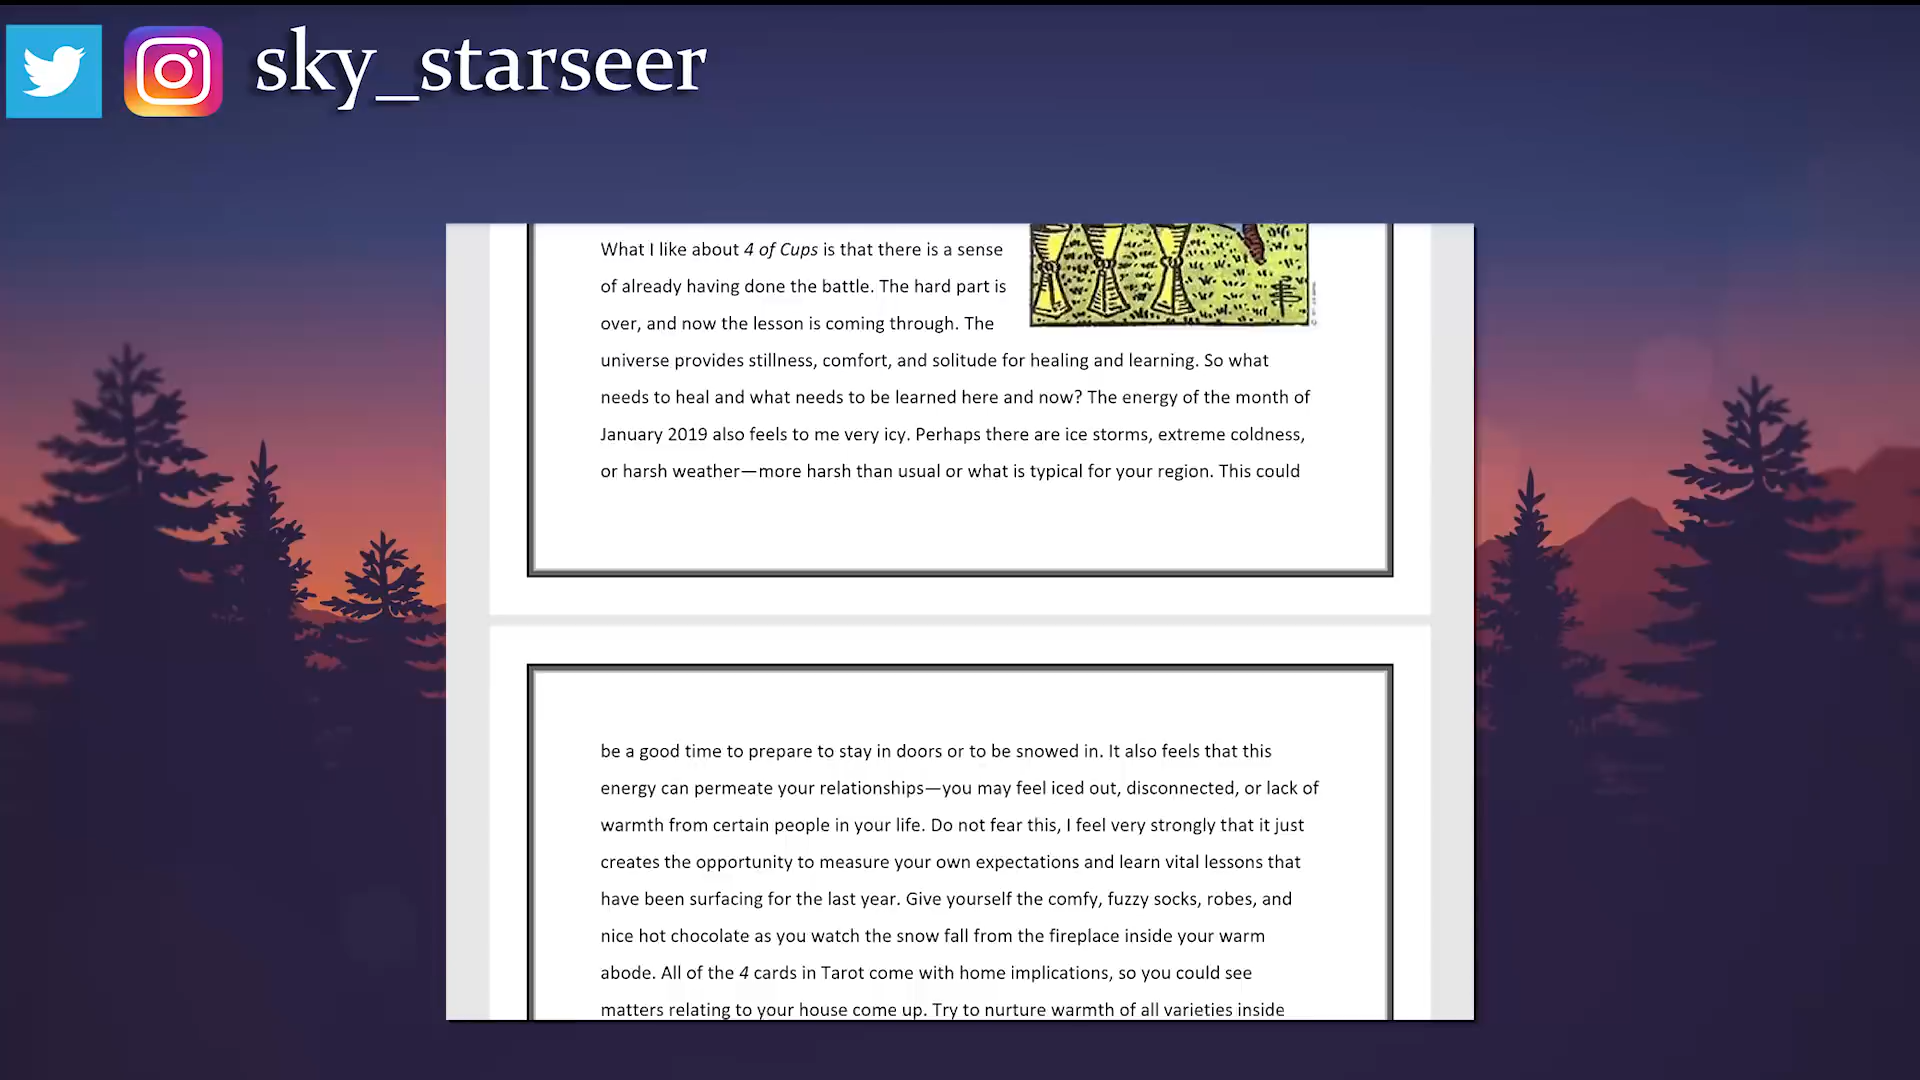 sky_starseer
What I like about 4 of Cups is that there is a sense
of already having done the battle. The hard part is
over, and now the lesson is coming through. The
universe provides stillness, comfort, and solitude for healing and learning. So what
needs to heal and what needs to be learned here and now? The energy of the month of
January 2019 also feels to me very icy. Perhaps there are ice storms, extreme coldness,
or harsh weather—more harsh than usual or what is typical for your region. This could
be a good time to prepare to stay in doors or to be snowed in. It also feels that this
energy can permeate your relationships—you may feel iced out, disconnected, or lack of
warmth from certain people in your life. Do not fear this, I feel very strongly that it just
creates the opportunity to measure your own expectations and learn vital lessons that
have been surfacing for the last year. Give yourself the comfy, fuzzy socks, robes, and
nice hot chocolate as you watch the snow fall from the fireplace inside your warm
abode. All of the 4 cards in Tarot come with home implications, so you could see
matters relating to your house come up. Try to nurture warmth of all varieties inside